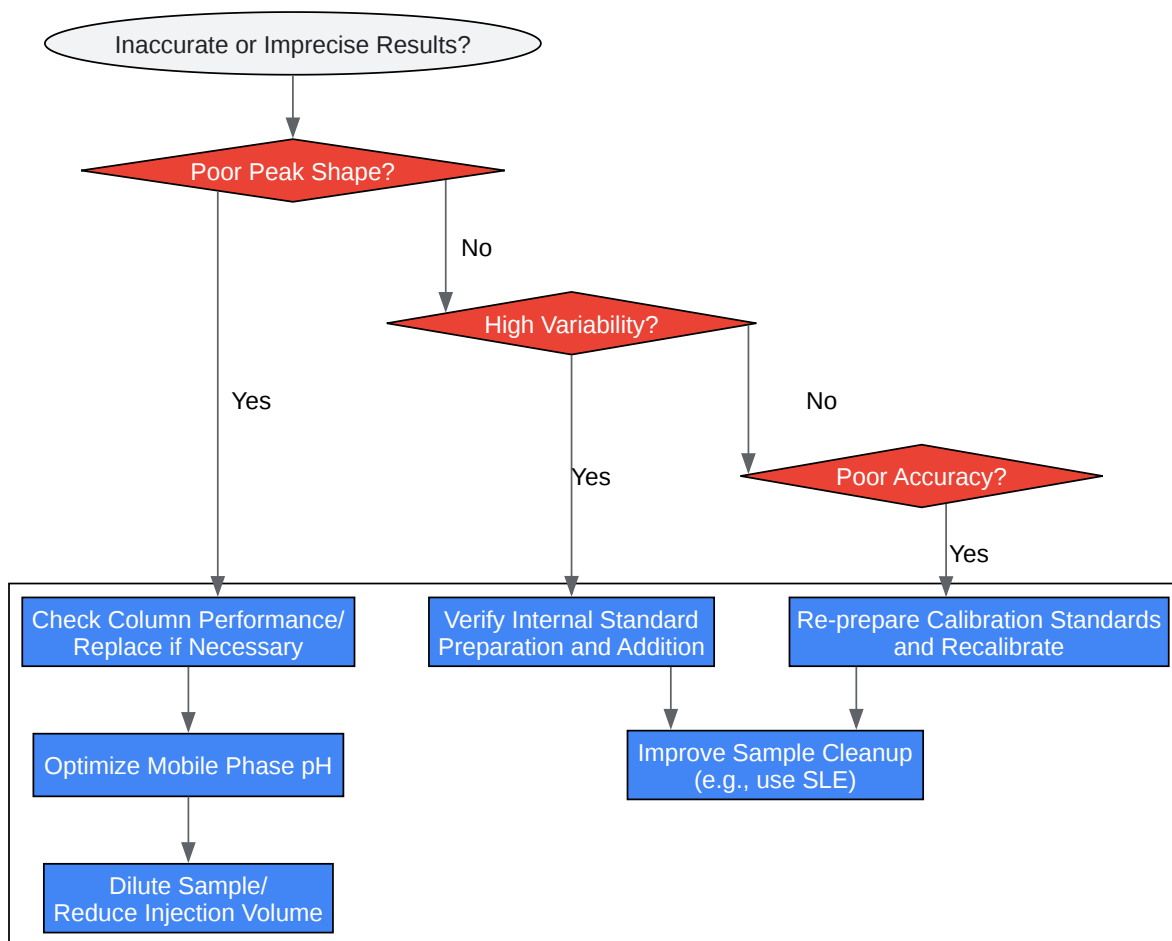 Inaccurate or Imprecise Results?
Poor Peak Shape?
No
High Variability?
Yes
No
Yes
Poor Accuracy?
Yes
Check Column Performance/
Replace if Necessary
Verify Internal Standard
Preparation and Addition
Re-prepare Calibration Standards
and Recalibrate
Optimize Mobile Phase pH
Improve Sample Cleanup
(e.g., use SLE)
Dilute Sample/
Reduce Injection Volume